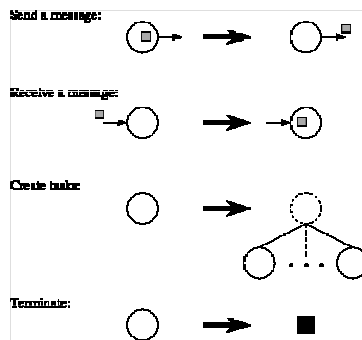 Send a message:
Receive a message:
Create tasks:
Terminate: